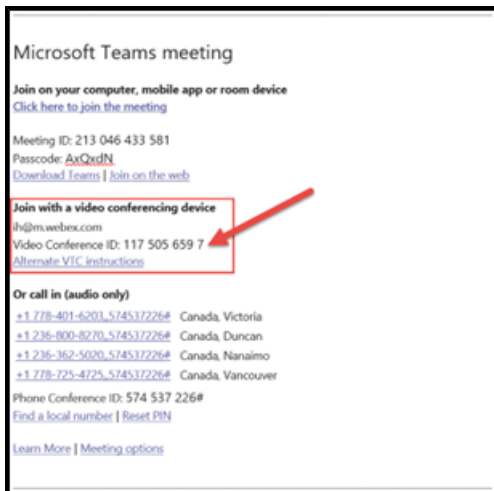 Microsoft Teams meeting
Join on your computer, mobile app or room device
Click here to join the meeting
Meeting ID: 213 046 433 581
Passcode: AxQxdN
Download Teams | Join on the web
Join with a video conferencing device
ih@m.webex.com
Video Conference ID: 117 505 659 7
Alternate VTC instructions
Or call in (audio only)
+1 778-401-6203,,574537226# Canada, Victoria
+1 236-800-8270,,574537226# Canada, Duncan
+1 236-362-5020,,574537226# Canada, Nanaimo
+1 778-725-4725,,574537226# Canada, Vancouver
Phone Conference ID: 574 537 226#
Find a local number | Reset PIN
Learn More | Meeting options